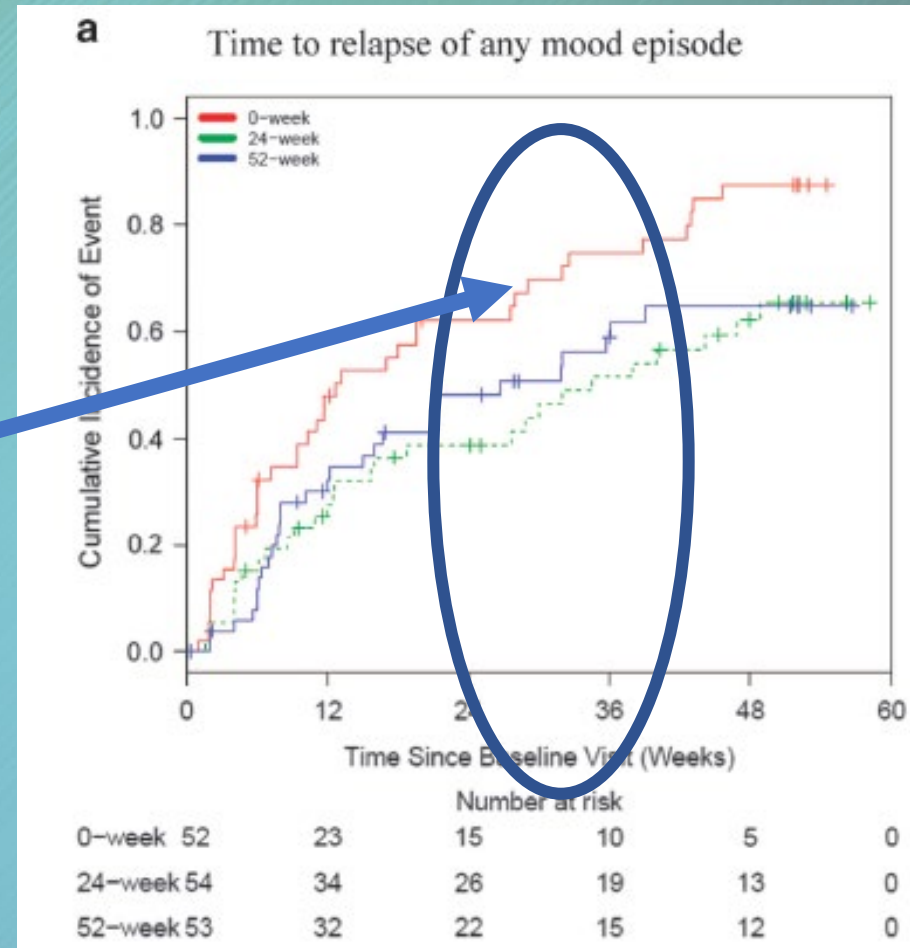 a
Time to relapse of any mood episode
0-week
24-week
52-week
Cumulative Incidence of Event
1.0
0.8
0.6
0.4
0.2
0.0
0 12 2 36 48 60
Time Since Baseline Visit (Weeks)
Number at risk
0-week 52 23 15 10 5 0
24-week 54 34 26 19 13 0
52-week 53 32 22 15 12 0